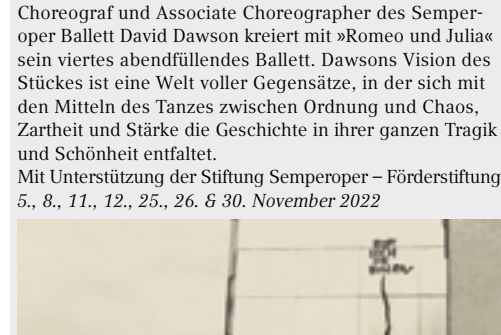 Choreograf und Associate Choreographer des Semper-
oper Ballett David Dawson kreiert mit »Romeo und Julia«
sein viertes abendfüllendes Ballett. Dawsons Vision des
Stückes ist eine Welt voller Gegensätze, in der sich mit
den Mitteln des Tanzes zwischen Ordnung und Chaos,
Zartheit und Stärke die Geschichte in ihrer ganzen Tragik
und Schönheit entfaltet.
Mit Unterstützung der Stiftung Semperoper – Förderstiftung
5., 8., 11., 12., 25., 26. & 30. November 2022